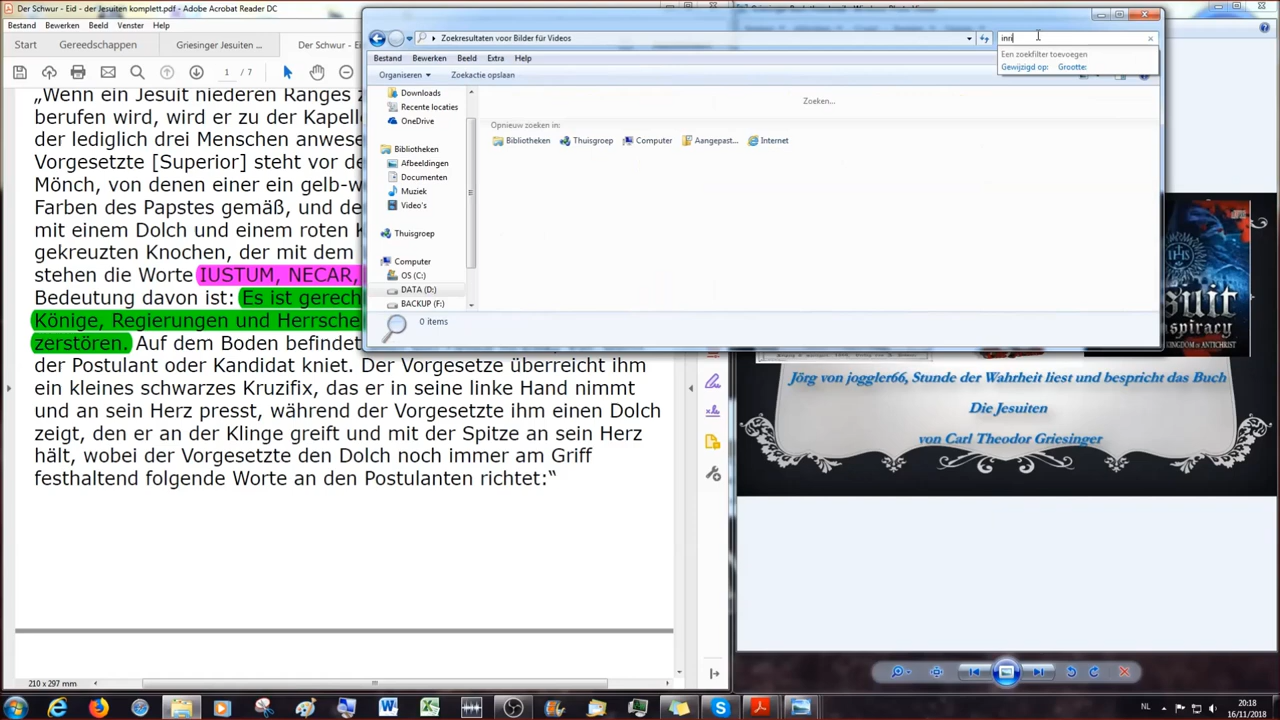 Der Schwur - Eid - der Jesuiten komplett.pdf - Adobe Acrobat Reader DC
Bestand Bewerken Beeld Venster Help
Start Gereedschappen Griesinger Jesuiten ... Der Schwur - Eid -
1 / 7
„Wenn ein Jesuit niederen Ranges
berufen wird, wird er zu der Kapelle
der lediglich drei Menschen
Vorgesetzte [Superior] steht vor
Mönch, von denen einer ein
Farben des Papstes gemäß, und
mit einem Dolch und einem roten
gekreuzten Knochen, der mit dem
stehen die Worte IUSTUM, NECAR,
Bedeutung davon ist: Es ist
Könige, Regierungen und
zerstören. Auf dem Boden
der Postulant oder Kandidat kniet. Der Vorgesetze überreicht ihm
ein kleines schwarzes Kruzifix, das er in seine linke Hand nimmt
und an sein Herz presst, während der Vorgesetzte ihm einen Dolch
zeigt, den er an der Klinge greift und mit der Spitze an sein Herz
hält, wobei der Vorgesetzte den Dolch noch immer am Griff
festhaltend folgende Worte an den Postulanten richtet:“
210 x 297 mm
Zoekresultaten voor Bilder für Videos
inri
Een zoekfilter toevoegen
Gewijzigd op: Grootte:
Bestand Bewerken Beeld Extra Help
Organiseren Zoekactie opslaan
Downloads
Recente locaties
OneDrive
Bibliotheken
Afbeeldingen
Documenten
Muziek
Video's
Thuisgroep
Computer
OS (C:)
DATA (D:)
BACKUP (F:)
Zoeken...
Opnieuw zoeken in:
Bibliotheken Thuisgroep Computer Aangepast... Internet
0 items
IHS
KINGDOM OF ANTICHRIST
Jörg von joggler66, Stunde der Wahrheit liest und bespricht das Buch
Die Jesuiten
von Carl Theodor Griesinger
NL
20:18
16/11/2018